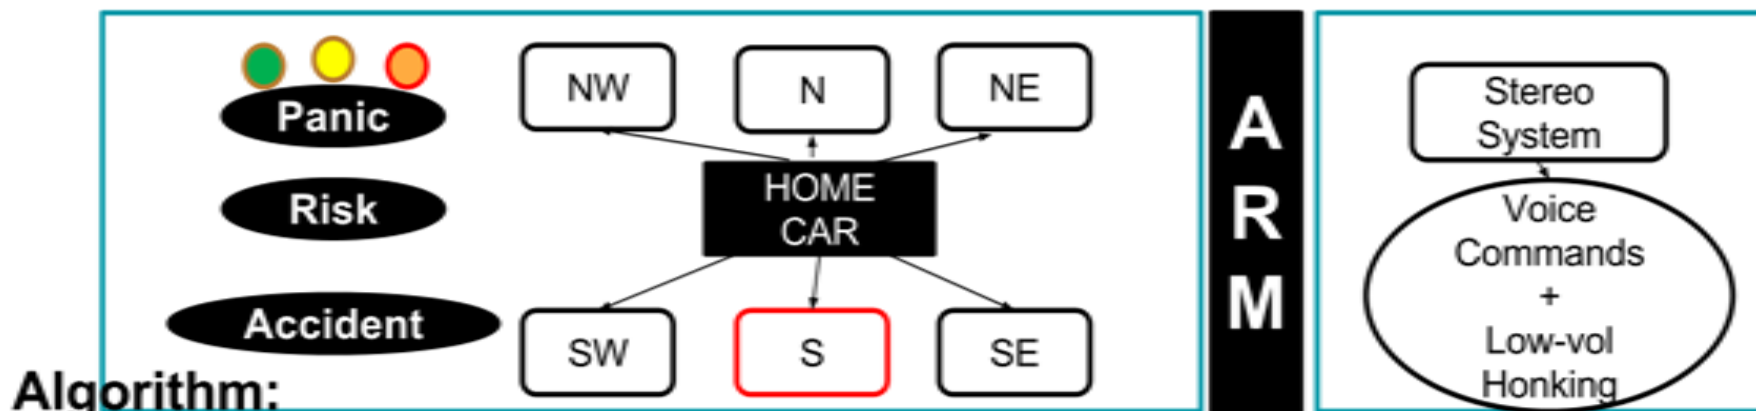 Panic
Risk
Accident
NW
N
NE
HOME
CAR
SW
S
SE
A
R
M
Stereo
System
Voice
Commands
+
Low-vol
Honking
Algorithm: